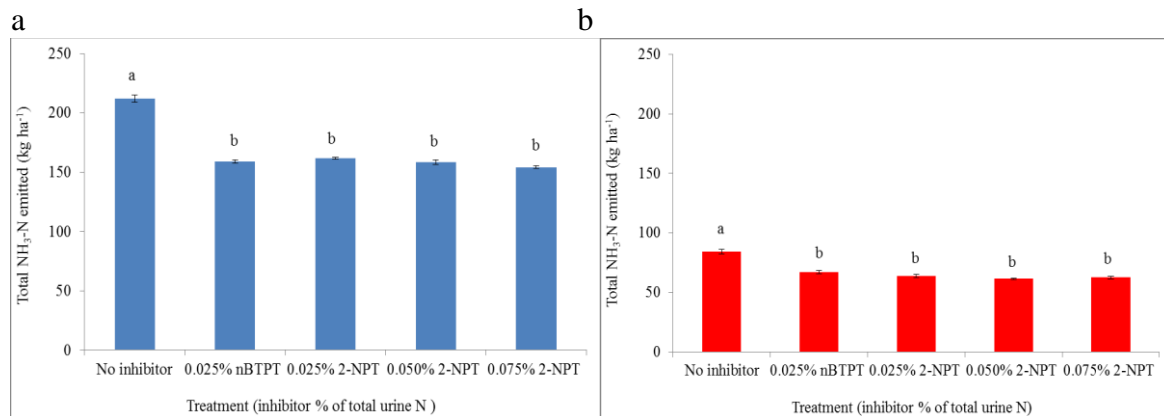 a
250
200
150
100
50
0
Total NH₃-N emitted (kg ha⁻¹)
a
b
b
b
b
No inhibitor 0.025% nBTPT 0.025% 2-NPT 0.050% 2-NPT 0.075% 2-NPT
Treatment (inhibitor % of total urine N )
b
250
200
150
100
50
0
Total NH₃-N emitted (kg ha⁻¹)
a
b
b
b
b
No inhibitor 0.025% nBTPT 0.025% 2-NPT 0.050% 2-NPT 0.075% 2-NPT
Treatment (inhibitor % of total urine N)